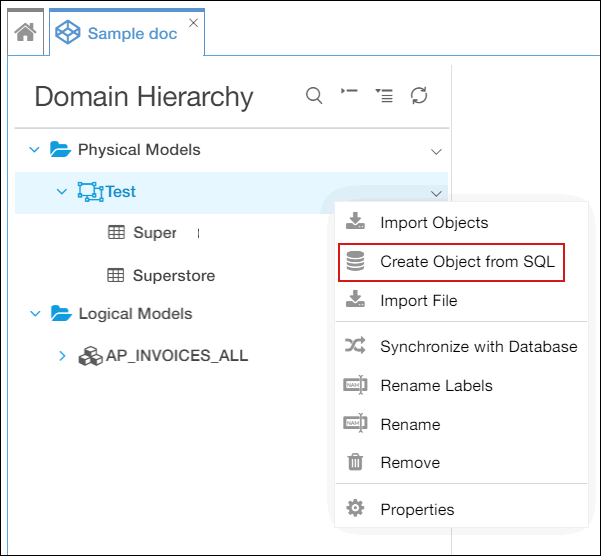 Sample doc
Domain Hierarchy
Physical Models
Test
Super
Superstore
Logical Models
AP_INVOICES_ALL
Import Objects
Create Object from SQL
Import File
Synchronize with Database
Rename Labels
Rename
Remove
Properties